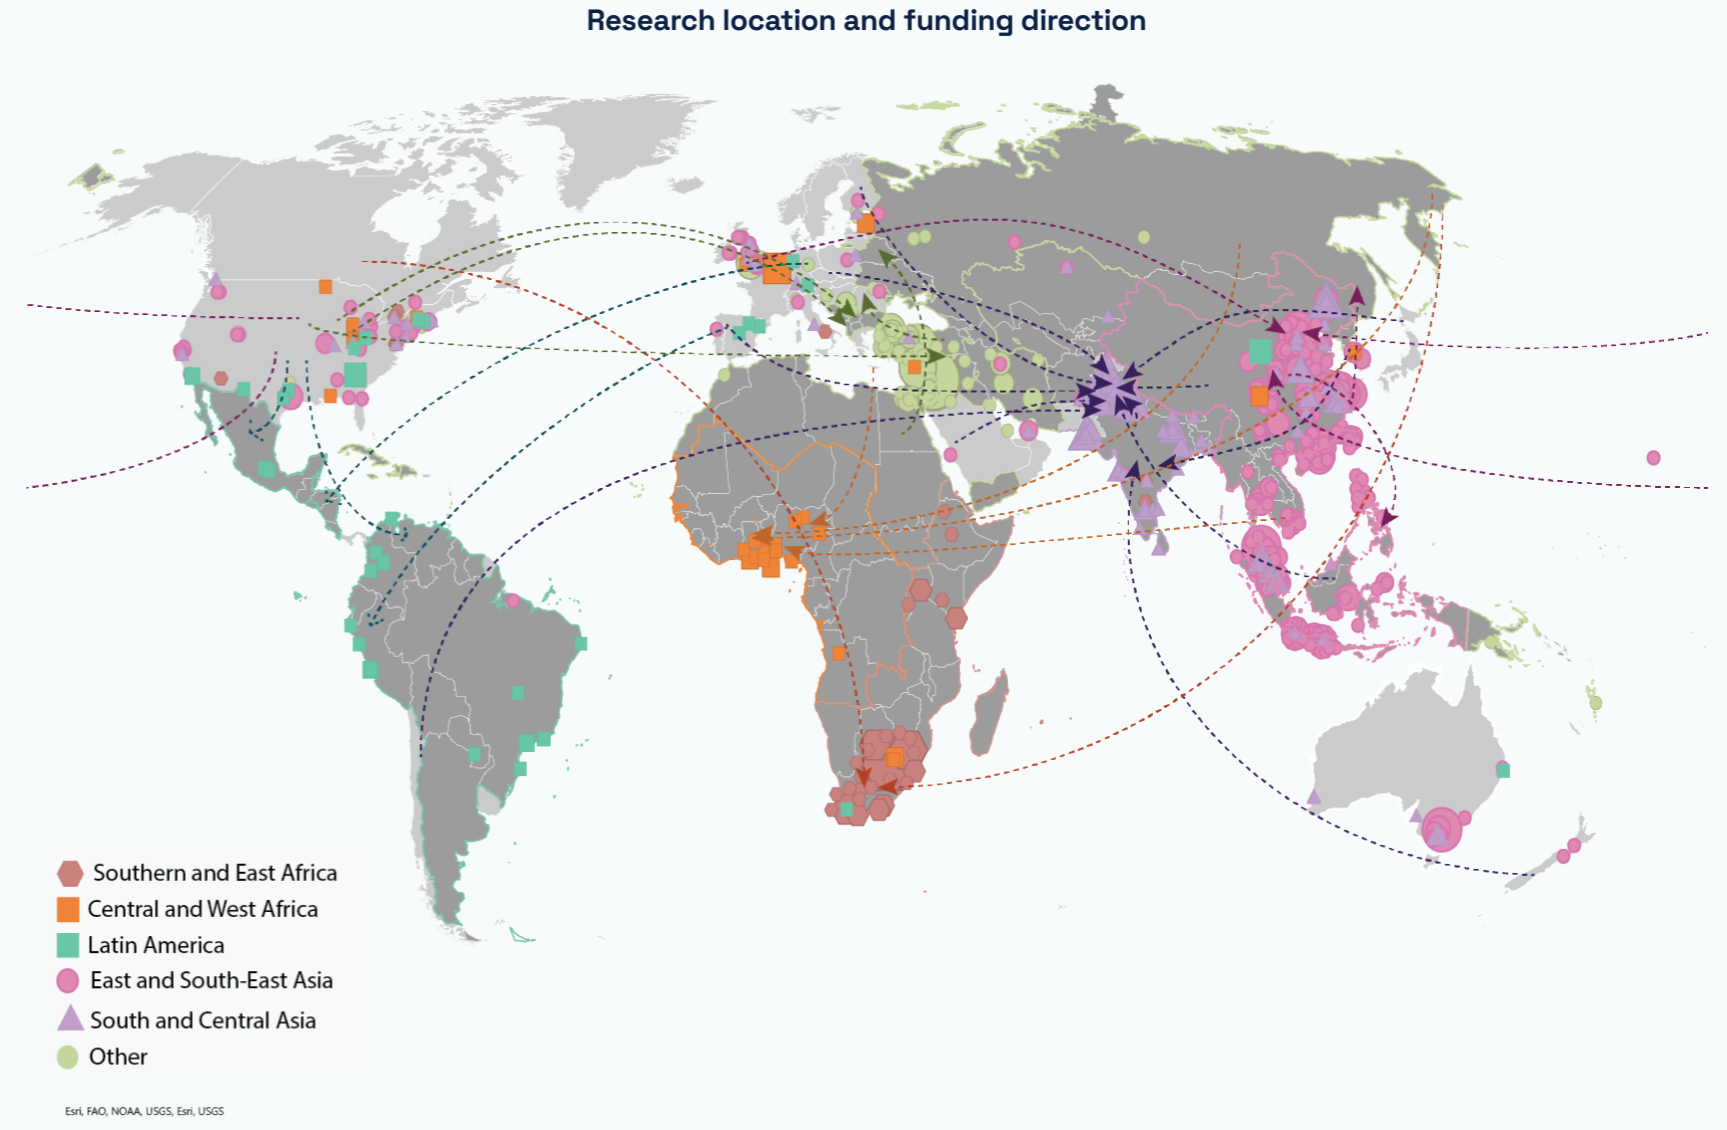 Research location and funding direction
Southern and East Africa
Central and West Africa
Latin America
East and South-East Asia
South and Central Asia
Other
Esri, FAO, NOAA, USGS, Esri, USGS